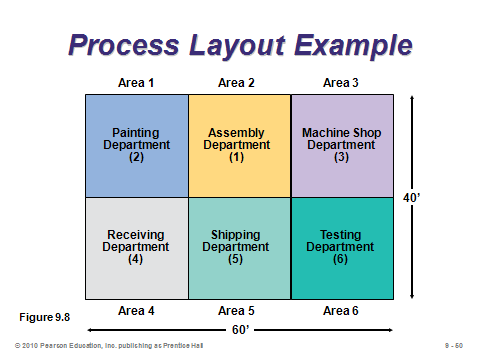 Process Layout Example
Area 1 Area 2 Area 3
Painting
Department
(2)
Assembly
Department
(1)
Machine Shop
Department
(3)
40’
Receiving
Department
(4)
Shipping
Department
(5)
Testing
Department
(6)
Figure 9.8
Area 4 Area 5 Area 6
60’
© 2010 Pearson Education, Inc. publishing as Prentice Hall
9 - 50